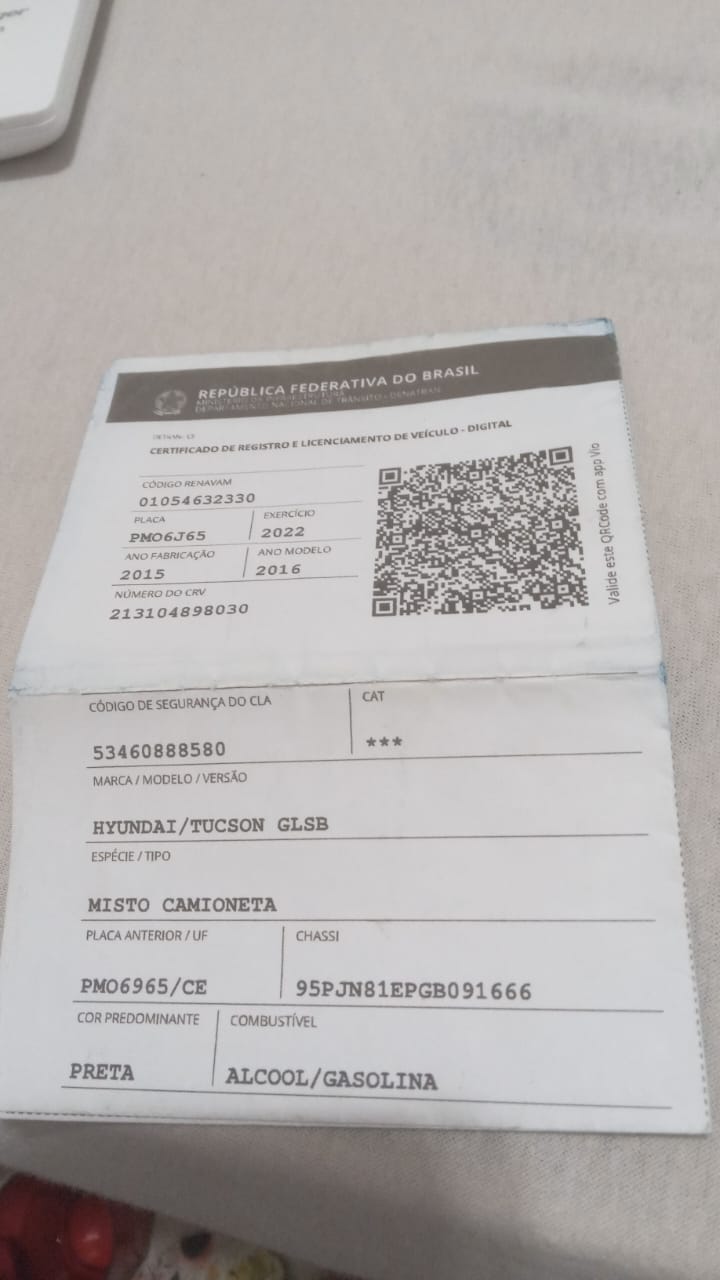 REPÚBLICA FEDERATIVA DO BRASIL
MINISTÉRIO DA INFRAESTRUTURA
DEPARTAMENTO NACIONAL DE TRÂNSITO - DENATRAN
CERTIFICADO DE REGISTRO E LICENCIAMENTO DE VEÍCULO - DIGITAL
CÓDIGO RENAVAM
01054632330
PLACA EXERCÍCIO
PMO6J65 2022
ANO FABRICAÇÃO ANO MODELO
2015 2016
NÚMERO DO CRV
213104898030
Valide este QRCode com app Vio
CÓDIGO DE SEGURANÇA DO CLA CAT
53460888580 ***
MARCA / MODELO / VERSÃO
HYUNDAI/TUCSON GLSB
ESPÉCIE / TIPO
MISTO CAMIONETA
PLACA ANTERIOR / UF CHASSI
PMO6965/CE 95PJN81EPGB091666
COR PREDOMINANTE COMBUSTÍVEL
PRETA ALCOOL/GASOLINA